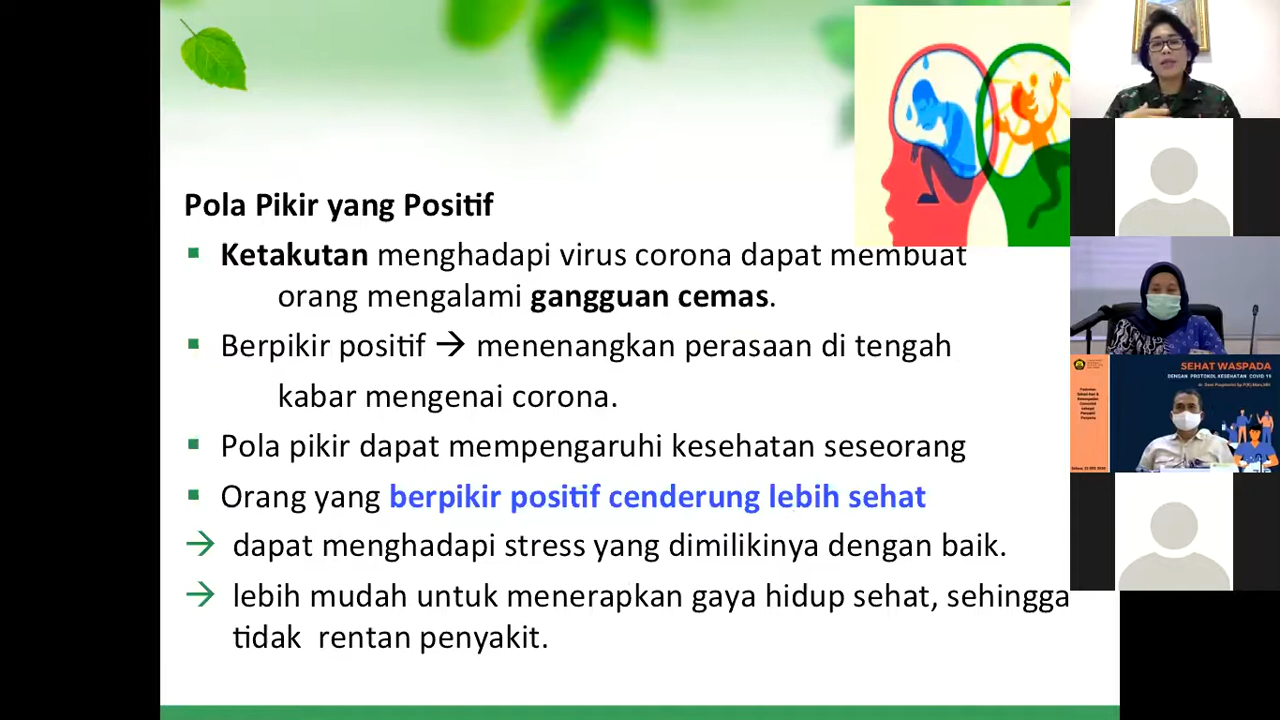 Pola Pikir yang Positif
▪ Ketakutan menghadapi virus corona dapat membuat
orang mengalami gangguan cemas.
▪ Berpikir positif → menenangkan perasaan di tengah
kabar mengenai corona.
▪ Pola pikir dapat mempengaruhi kesehatan seseorang
▪ Orang yang berpikir positif cenderung lebih sehat
→ dapat menghadapi stress yang dimilikinya dengan baik.
→ lebih mudah untuk menerapkan gaya hidup sehat, sehingga
tidak rentan penyakit.
SEHAT WASPADA
DENGAN PROTOKOL KESEHATAN COVID 19